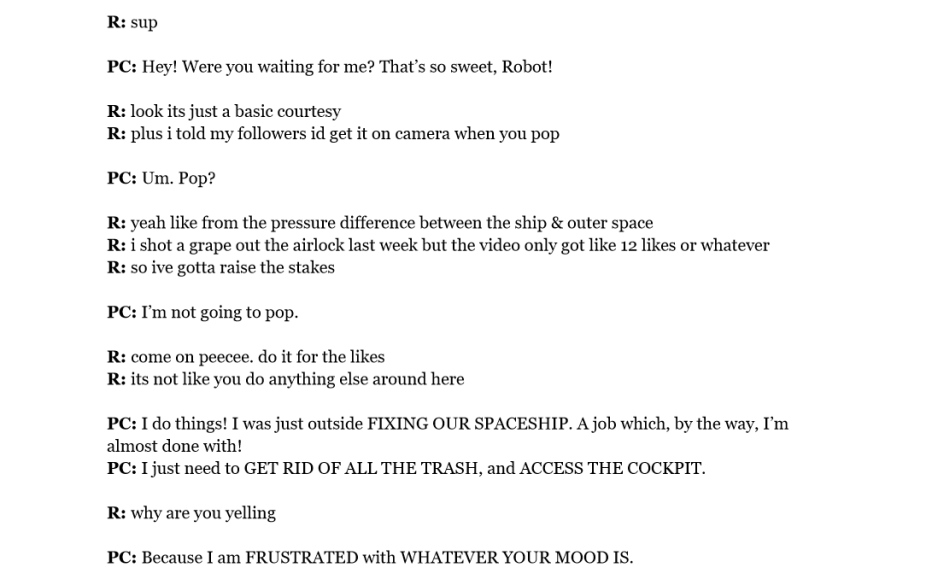 R: sup
PC: Hey! Were you waiting for me? That’s so sweet, Robot!
R: look its just a basic courtesy
R: plus i told my followers id get it on camera when you pop
PC: Um. Pop?
R: yeah like from the pressure difference between the ship & outer space
R: i shot a grape out the airlock last week but the video only got like 12 likes or whatever
R: so ive gotta raise the stakes
PC: I’m not going to pop.
R: come on peecee. do it for the likes
R: its not like you do anything else around here
PC: I do things! I was just outside FIXING OUR SPACESHIP. A job which, by the way, I’m
almost done with!
PC: I just need to GET RID OF ALL THE TRASH, and ACCESS THE COCKPIT.
R: why are you yelling
PC: Because I am FRUSTRATED with WHATEVER YOUR MOOD IS.